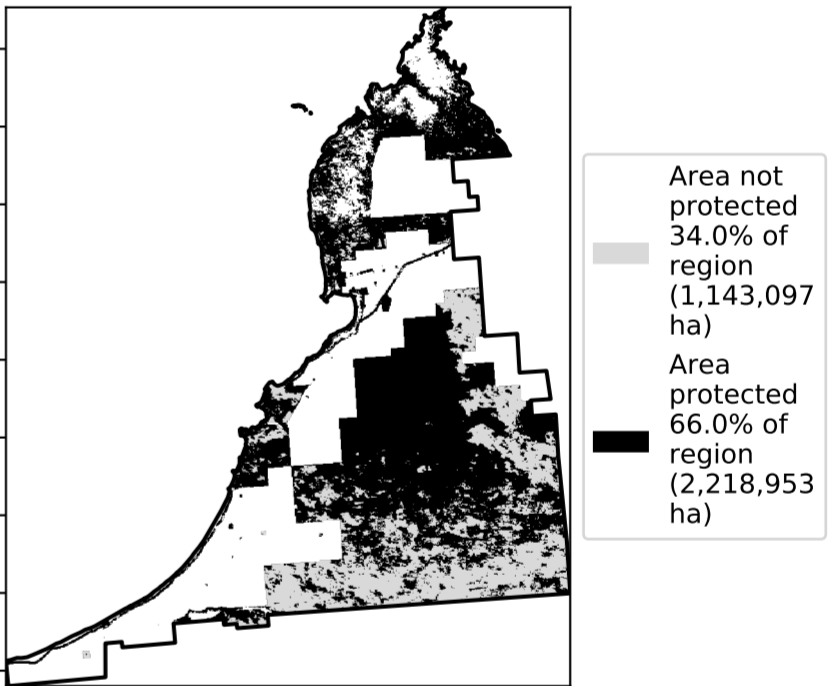 Area not
protected
34.0% of
region
(1,143,097
ha)
Area
protected
66.0% of
region
(2,218,953
ha)